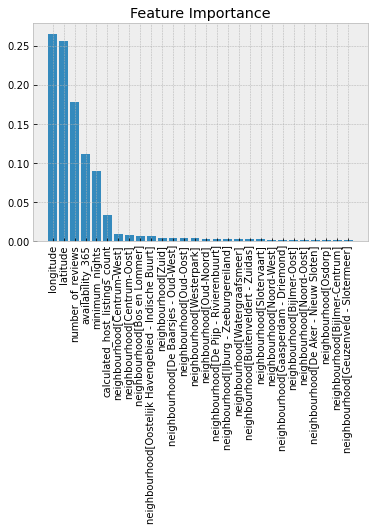 Feature Importance
0.25
0.20
0.15
0.10
0.05
0.00
longitude
latitude
number_of_reviews
availability_365
minimum_nights
calculated_host_listings_count
neighbourhood[Centrum-West]
neighbourhood[Centrum-Oost]
neighbourhood[Bos en Lommer]
neighbourhood[Oostelijk Havengebied - Indische Buurt]
neighbourhood[Zuid]
neighbourhood[De Baarsjes - Oud-West]
neighbourhood[Oud-Oost]
neighbourhood[Westerpark]
neighbourhood[Oud-Noord]
neighbourhood[De Pijp - Rivierenbuurt]
neighbourhood[IJburg - Zeeburgereiland]
neighbourhood[Watergraafsmeer]
neighbourhood[Buitenveldert - Zuidas]
neighbourhood[Slotervaart]
neighbourhood[Noord-West]
neighbourhood[Gaasperdam - Driemond]
neighbourhood[Bijlmer-Oost]
neighbourhood[Noord-Oost]
neighbourhood[De Aker - Nieuw Sloten]
neighbourhood[Osdorp]
neighbourhood[Bijlmer-Centrum]
neighbourhood[Geuzenveld - Slotermeer]